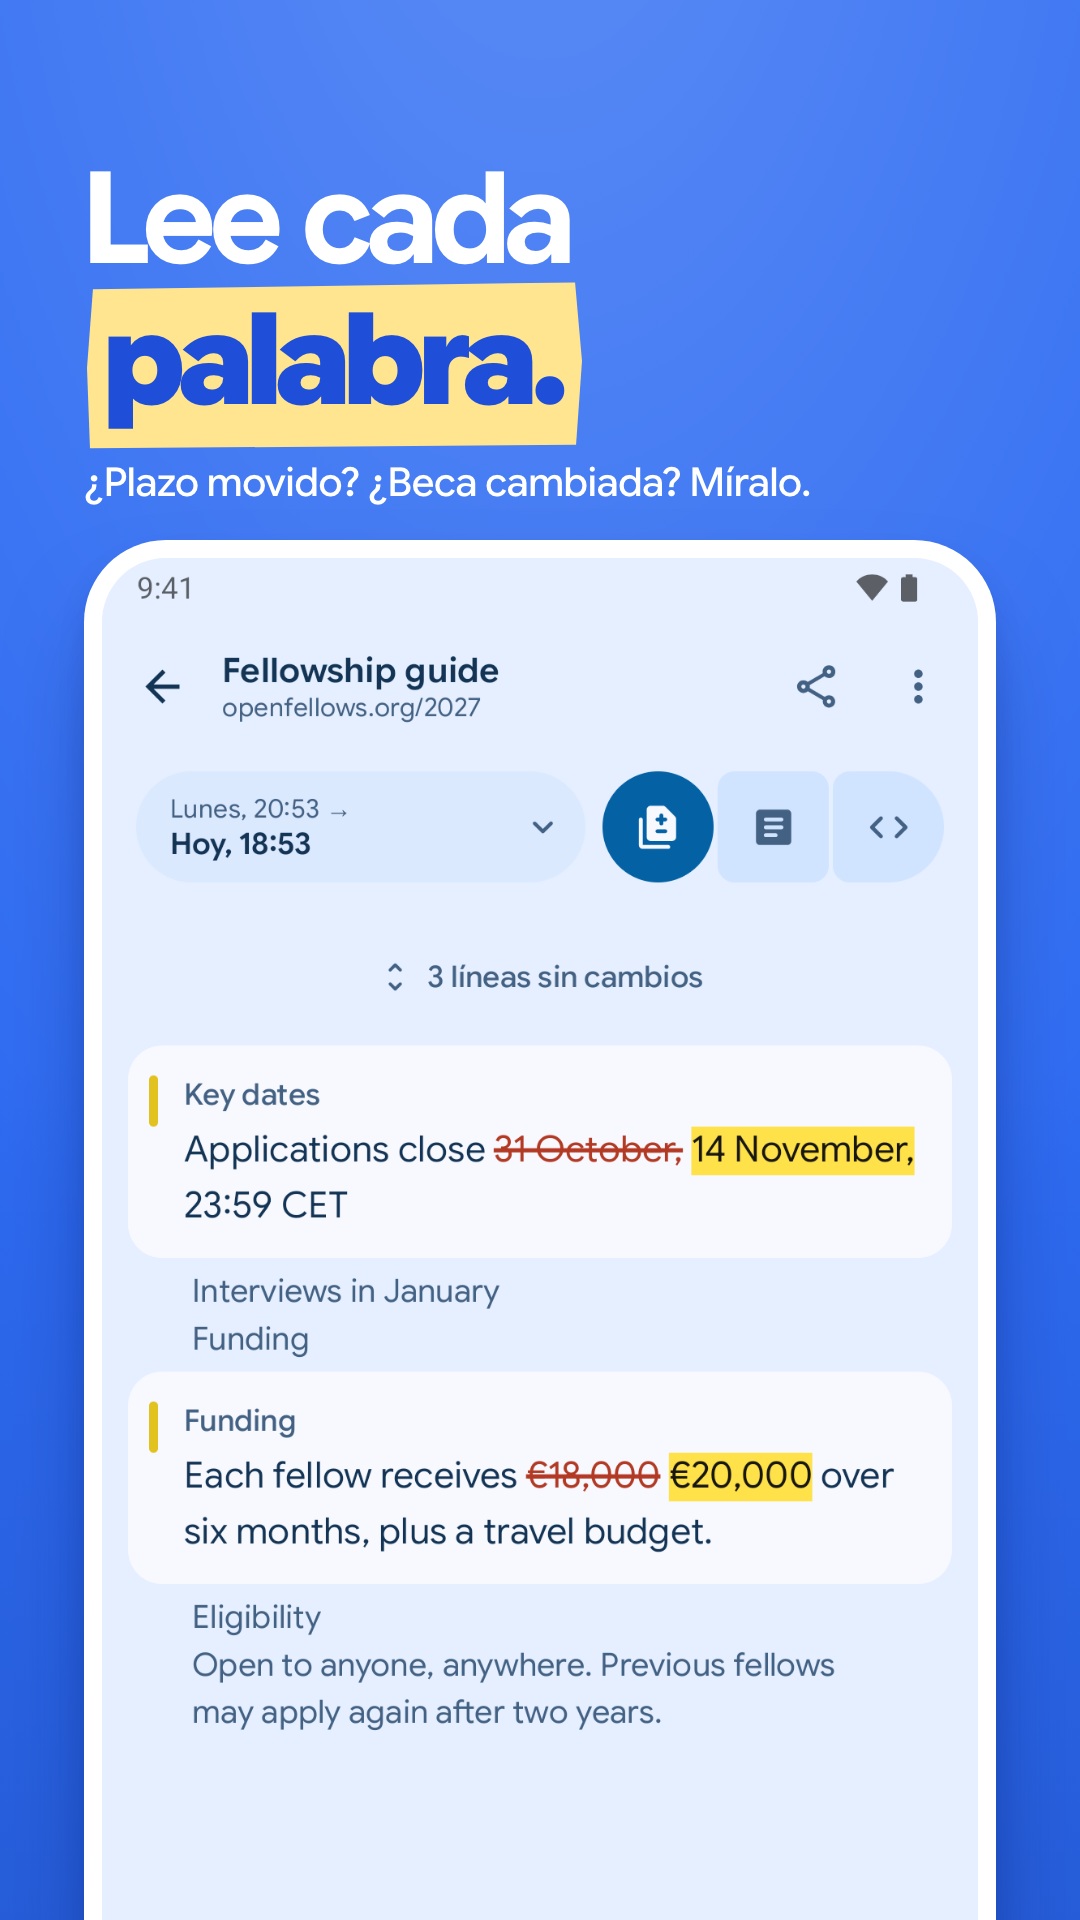 Lee cada
palabra.
¿Plazo movido? ¿Beca cambiada? Míralo.
9:41
Fellowship guide
openfellows.org/2027
Lunes, 20:53 →
Hoy, 18:53
3 líneas sin cambios
Key dates
Applications close 31 October, 14 November,
23:59 CET
Interviews in January
Funding
Funding
Each fellow receives €18,000 €20,000 over
six months, plus a travel budget.
Eligibility
Open to anyone, anywhere. Previous fellows
may apply again after two years.